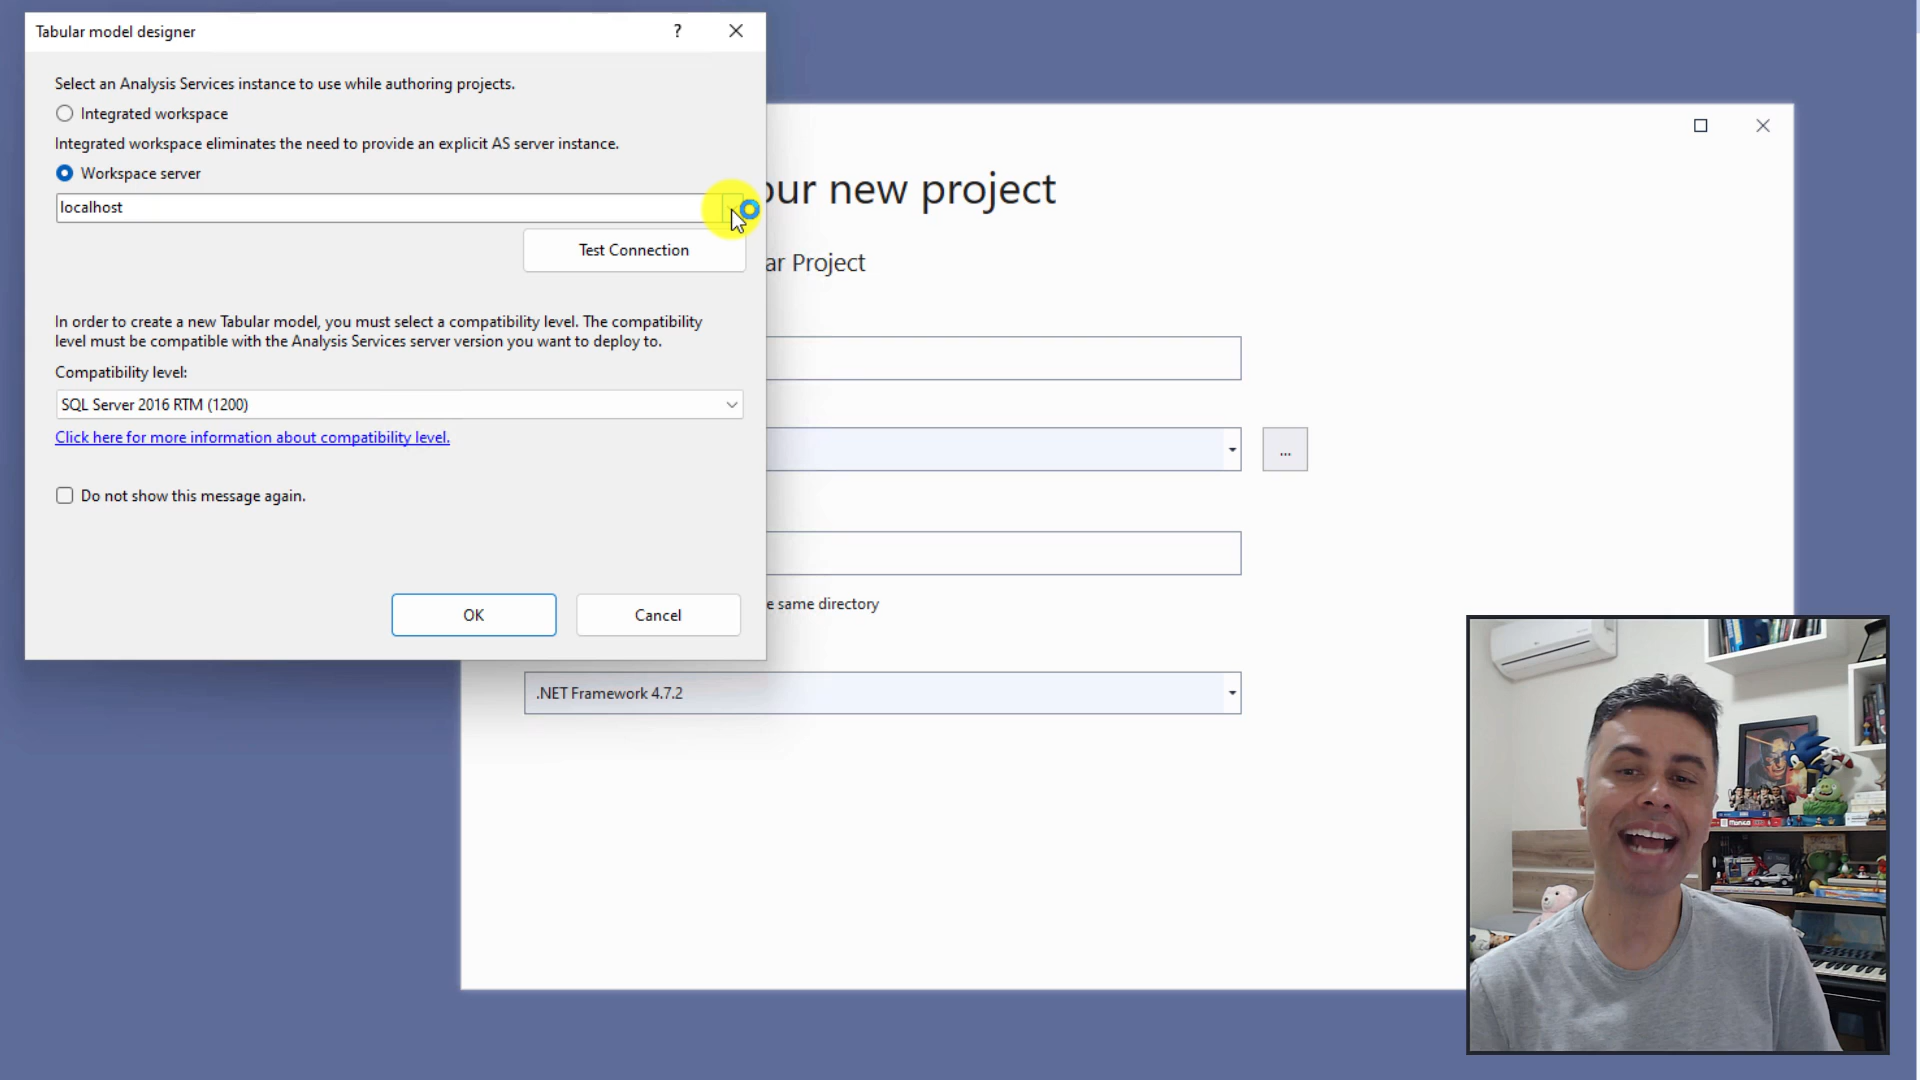 Tabular model designer
?
Select an Analysis Services instance to use while authoring projects.
Integrated workspace
Integrated workspace eliminates the need to provide an explicit AS server instance.
Workspace server
localhost
Test Connection
In order to create a new Tabular model, you must select a compatibility level. The compatibility
level must be compatible with the Analysis Services server version you want to deploy to.
Compatibility level:
SQL Server 2016 RTM (1200)
Click here for more information about compatibility level.
Do not show this message again.
OK
Cancel
our new project
ar Project
...
e same directory
.NET Framework 4.7.2